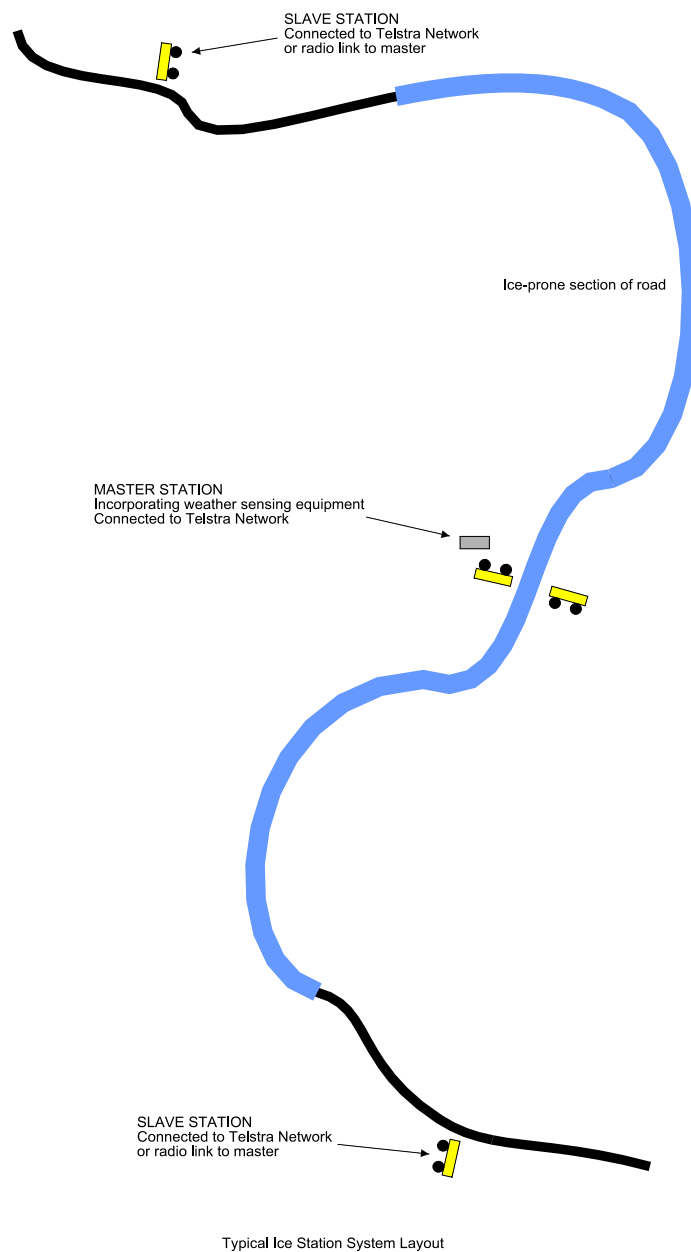 SLAVE STATION
Connected to Telstra Network
or radio link to master
Ice-prone section of road
MASTER STATION
Incorporating weather sensing equipment
Connected to Telstra Network
SLAVE STATION
Connected to Telstra Network
or radio link to master
Typical Ice Station System Layout